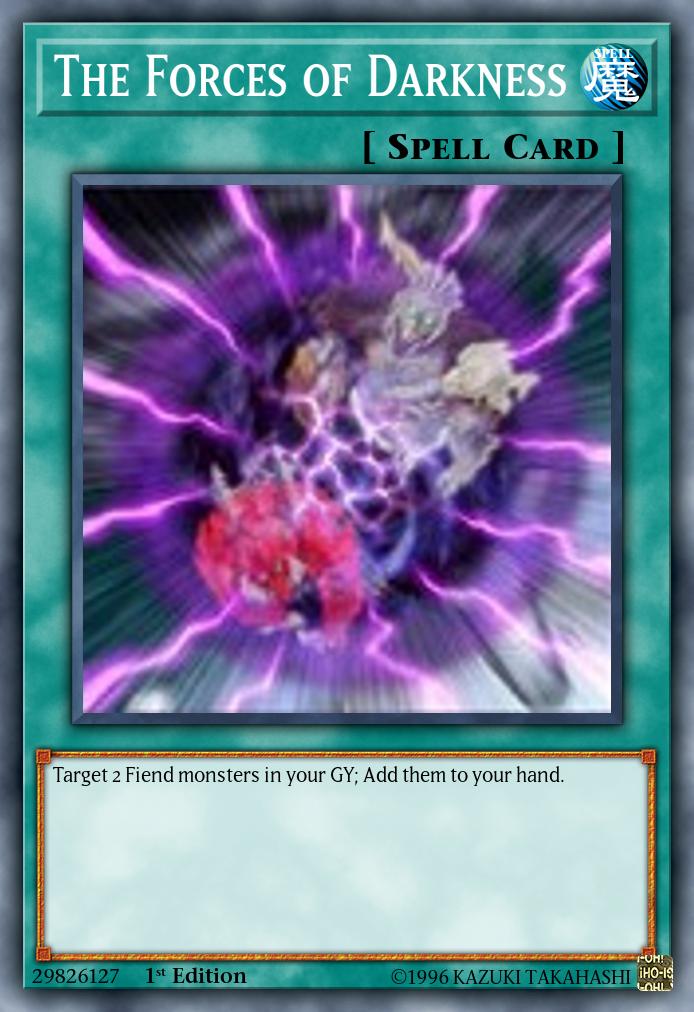 The Forces of Darkness
SPELL
魔
[ Spell Card ]
Target 2 Fiend monsters in your GY; Add them to your hand.
29826127 1st Edition ©1996 KAZUKI TAKAHASHI